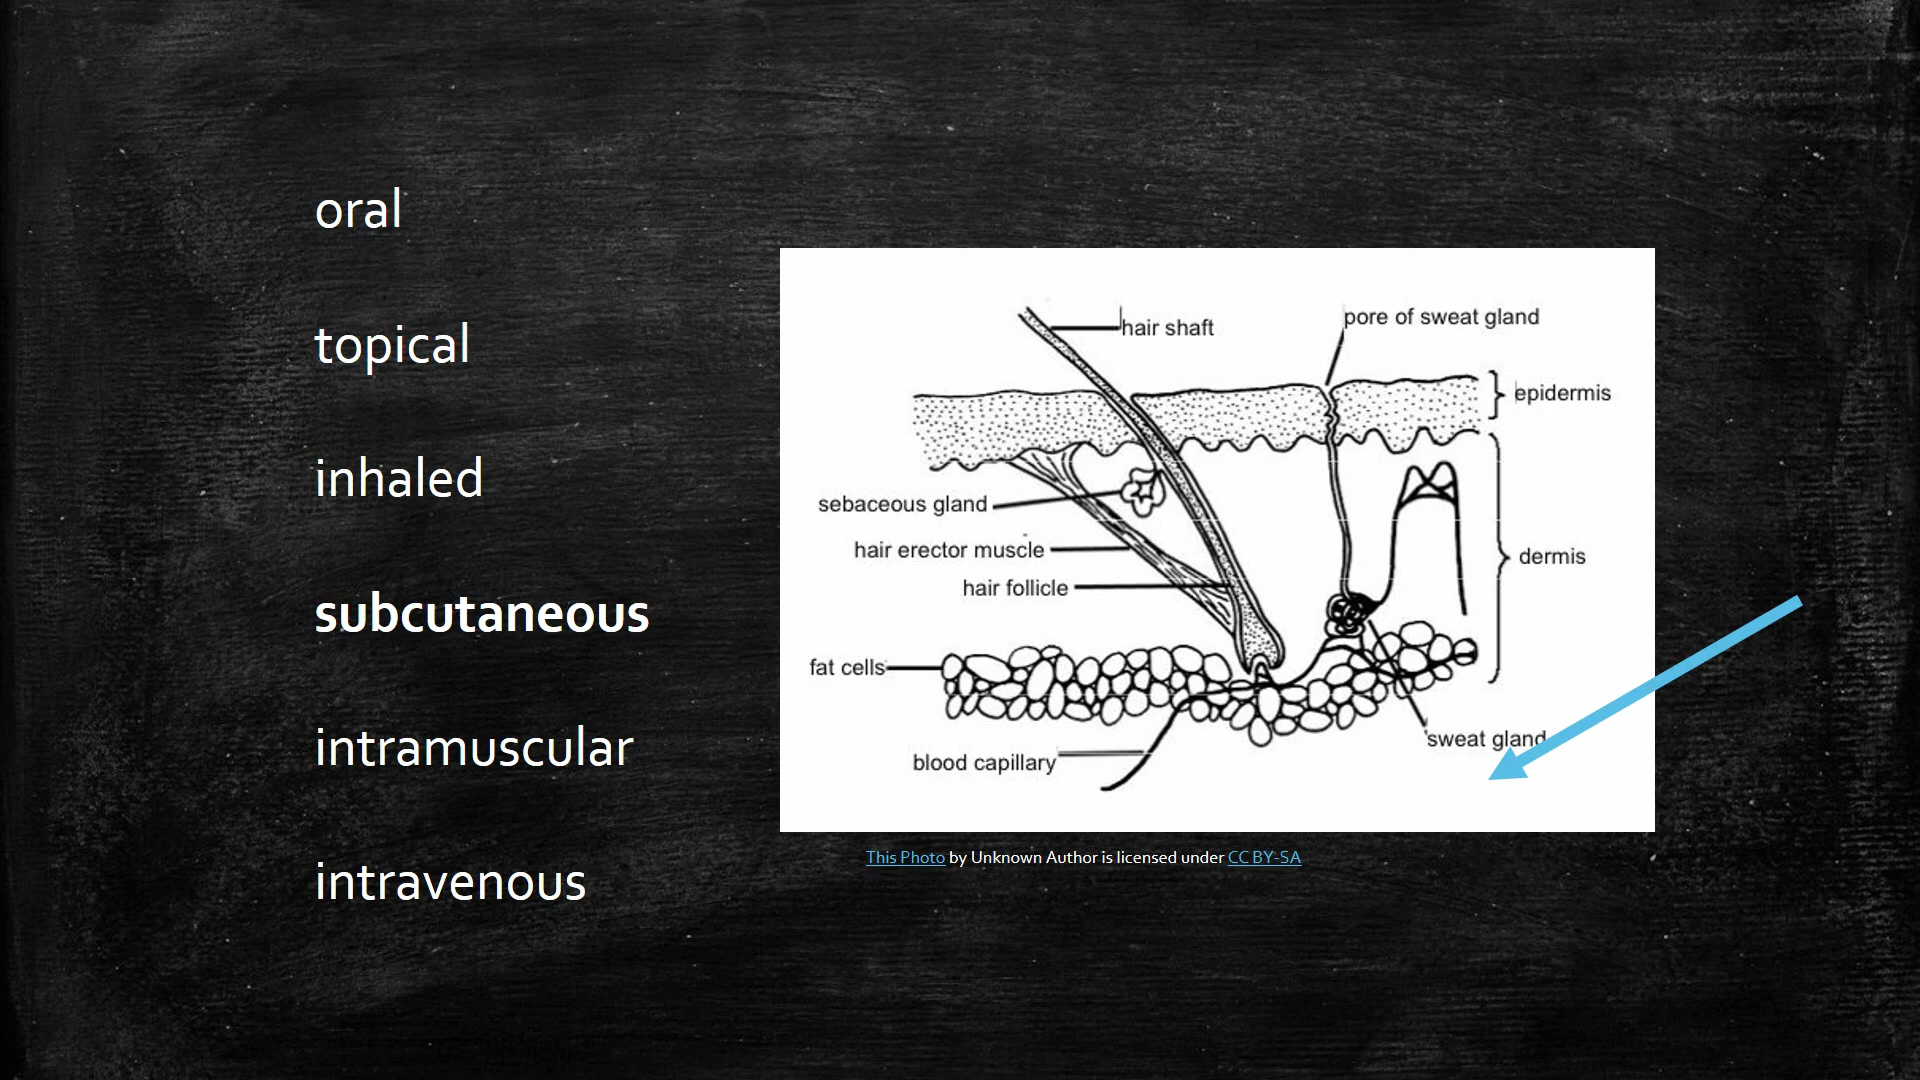 oral
topical
inhaled
subcutaneous
intramuscular
intravenous
hair shaft
pore of sweat gland
epidermis
sebaceous gland
hair erector muscle
hair follicle
dermis
fat cells
sweat gland
blood capillary
This Photo by Unknown Author is licensed under CC BY-SA